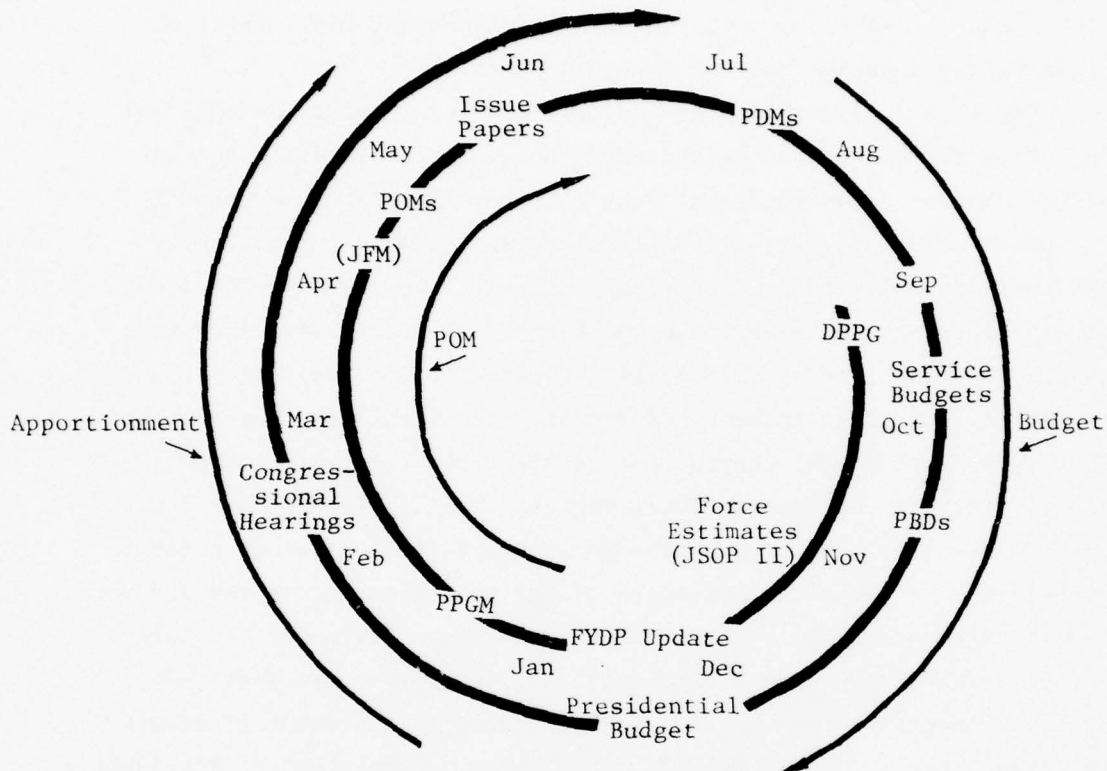 Jun
Jul
Issue
Papers
PDMs
May
Aug
POMs
(JFM)
Apr
Sep
POM
DPPG
Service
Budgets
Apportionment
Mar
Oct
Budget
Congres-
sional
Hearings
Force
Estimates
(JSOP II)
PBDs
Feb
Nov
PPGM
FYDP Update
Jan
Dec
Presidential
Budget